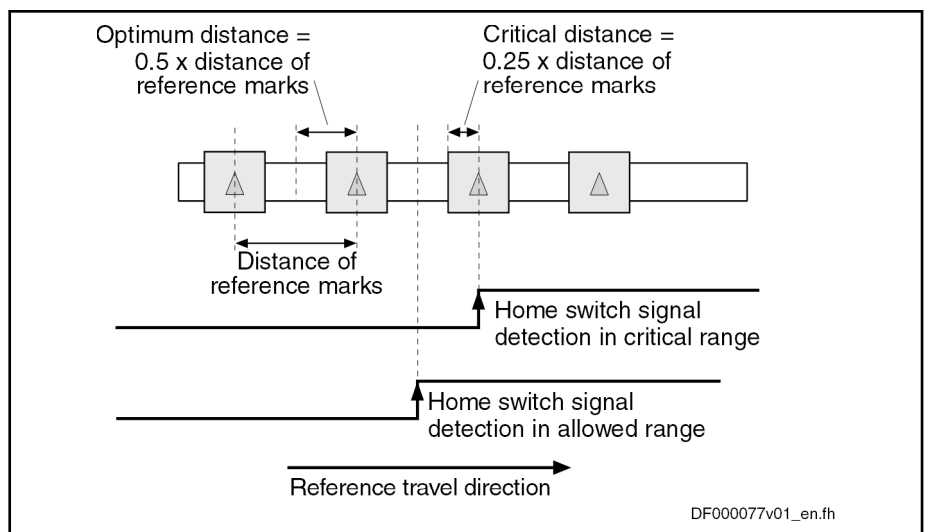 Optimum distance =
0.5 x distance of
reference marks
Critical distance =
0.25 x distance of
reference marks
Distance of
reference marks
Home switch signal
detection in critical range
Home switch signal
detection in allowed range
Reference travel direction
DF000077v01_en.fh